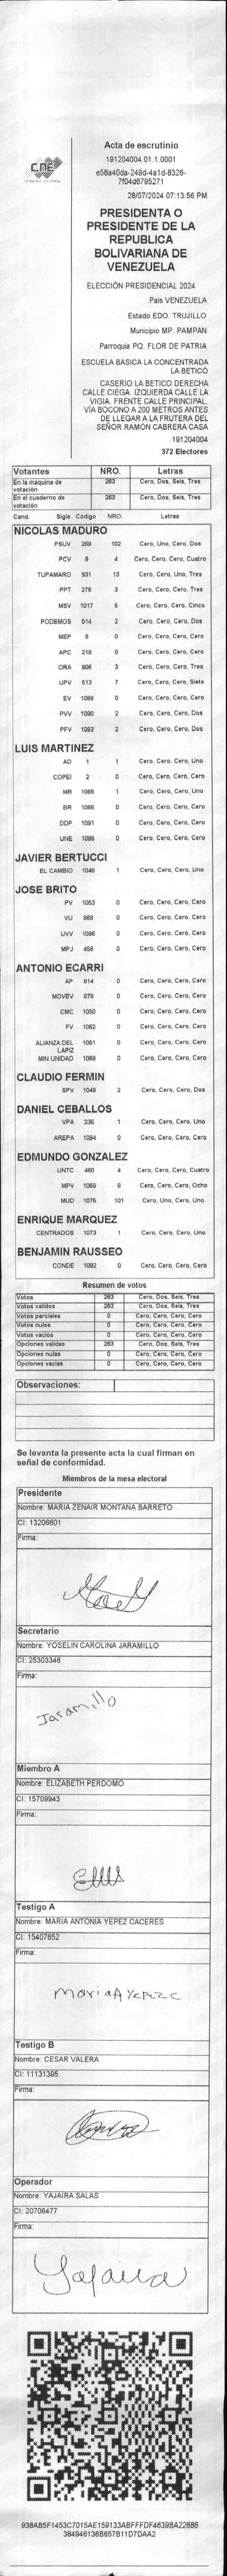 CNE
Acta de escrutinio
191204004.01.1.0001
e58a40da-249d-4a1d-8326-
7f04d6795271
28/07/2024 07:13:56 PM
PRESIDENTA O
PRESIDENTE DE LA
REPUBLICA
BOLIVARIANA DE
VENEZUELA
ELECCIÓN PRESIDENCIAL 2024
Pais VENEZUELA
Estado EDO. TRUJILLO
Municipio MP. PAMPAN
Parroquia PQ. FLOR DE PATRIA
ESCUELA BASICA LA CONCENTRADA
LA BETICO
CASERIO LA BETICO DERECHA
CALLE CIEGA. IZQUIERDA CALLE LA
VIGIA. FRENTE CALLE PRINCIPAL.
VÍA BOCONO A 200 METROS ANTES
DE LLEGAR A LA FRUTERA DEL
SEÑOR RAMÓN CABRERA CASA
191204004
372 Electores
Votantes NRO. Letras
En la máquina de votación 263 Cero, Dos, Seis, Tres
En el cuaderno de votación 263 Cero, Dos, Seis, Tres
Cand. Sigla Código NRO. Letras
NICOLAS MADURO
PSUV 269 102 Cero, Uno, Cero, Dos
PCV 9 4 Cero, Cero, Cero, Cuatro
TUPAMARO 931 13 Cero, Cero, Uno, Tres
PPT 276 3 Cero, Cero, Cero, Tres
MSV 1017 5 Cero, Cero, Cero, Cinco
PODEMOS 514 2 Cero, Cero, Cero, Dos
MEP 6 0 Cero, Cero, Cero, Cero
APC 219 0 Cero, Cero, Cero, Cero
ORA 906 3 Cero, Cero, Cero, Tres
UPV 613 7 Cero, Cero, Cero, Siete
EV 1089 0 Cero, Cero, Cero, Cero
PVV 1090 2 Cero, Cero, Cero, Dos
PFV 1093 2 Cero, Cero, Cero, Dos
LUIS MARTINEZ
AD 1 1 Cero, Cero, Cero, Uno
COPEI 2 0 Cero, Cero, Cero, Cero
MR 1065 1 Cero, Cero, Cero, Uno
BR 1066 0 Cero, Cero, Cero, Cero
DDP 1091 0 Cero, Cero, Cero, Cero
UNE 1095 0 Cero, Cero, Cero, Cero
JAVIER BERTUCCI
EL CAMBIO 1048 1 Cero, Cero, Cero, Uno
JOSE BRITO
PV 1053 0 Cero, Cero, Cero, Cero
VU 868 0 Cero, Cero, Cero, Cero
UVV 1096 0 Cero, Cero, Cero, Cero
MPJ 458 0 Cero, Cero, Cero, Cero
ANTONIO ECARRI
AP 814 0 Cero, Cero, Cero, Cero
MOVEV 879 0 Cero, Cero, Cero, Cero
CMC 1050 0 Cero, Cero, Cero, Cero
FV 1062 0 Cero, Cero, Cero, Cero
ALIANZA DEL LAPIZ 1051 0 Cero, Cero, Cero, Cero
MIN UNIDAD 1068 0 Cero, Cero, Cero, Cero
CLAUDIO FERMIN
SPV 1049 2 Cero, Cero, Cero, Dos
DANIEL CEBALLOS
VPA 236 1 Cero, Cero, Cero, Uno
AREPA 1094 0 Cero, Cero, Cero, Cero
EDMUNDO GONZALEZ
UNTC 460 4 Cero, Cero, Cero, Cuatro
MPV 1069 8 Cero, Cero, Cero, Ocho
MUD 1076 101 Cero, Uno, Cero, Uno
ENRIQUE MARQUEZ
CENTRADOS 1073 1 Cero, Cero, Cero, Uno
BENJAMIN RAUSSEO
CONDE 1092 0 Cero, Cero, Cero, Cero
Resumen de votos
Votos 263 Cero, Dos, Seis, Tres
Votos validos 263 Cero, Dos, Seis, Tres
Votos parciales 0 Cero, Cero, Cero, Cero
Votos nulos 0 Cero, Cero, Cero, Cero
Votos vacios 0 Cero, Cero, Cero, Cero
Opciones validas 263 Cero, Dos, Seis, Tres
Opciones nulas 0 Cero, Cero, Cero, Cero
Opciones vacias 0 Cero, Cero, Cero, Cero
Observaciones:
Se levanta la presente acta la cual firman en
señal de conformidad.
Miembros de la mesa electoral
Presidente
Nombre: MARIA ZENAIR MONTANA BARRETO
CI: 13206601
Firma:
Secretario
Nombre: YOSELIN CAROLINA JARAMILLO
CI: 25303346
Firma:
Jaramillo
Miembro A
Nombre: ELIZABETH PERDOMO
CI: 15709943
Firma:
Testigo A
Nombre: MARIA ANTONIA YEPEZ CACERES
CI: 15407652
Firma:
Maria A Yepez C
Testigo B
Nombre: CESAR VALERA
CI: 11131395
Firma:
Operador
Nombre: YAJAIRA SALAS
CI: 20706477
Firma:
Yajaira
938AB5F1453C7015AE159133ABFFFDF4639BA22686
384946136B657B11D7DAA2